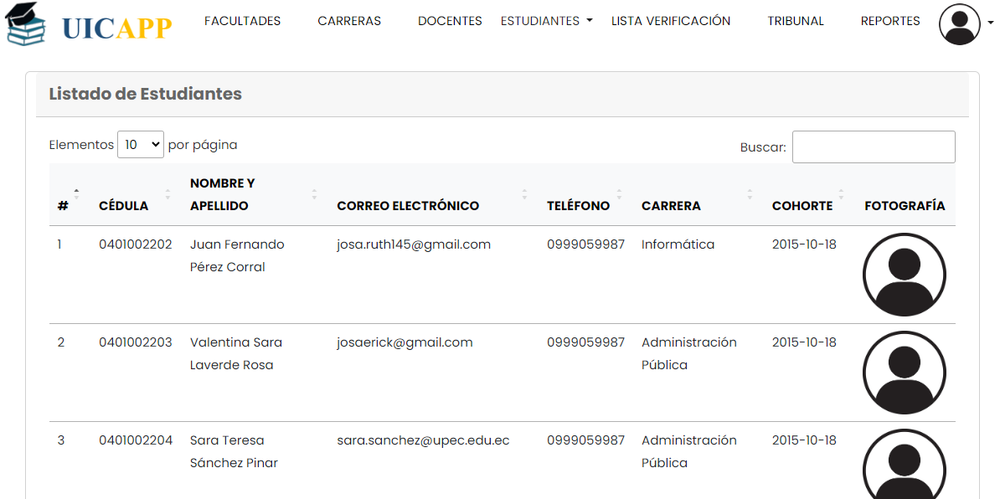 UICAPP
FACULTADES CARRERAS DOCENTES ESTUDIANTES LISTA VERIFICACIÓN TRIBUNAL REPORTES
Listado de Estudiantes
Elementos 10 por página
Buscar:
# CÉDULA NOMBRE Y APELLIDO CORREO ELECTRÓNICO TELÉFONO CARRERA COHORTE FOTOGRAFÍA
1 0401002202 Juan Fernando josa.ruth145@gmail.com 0999059987 Informática 2015-10-18
Pérez Corral
2 0401002203 Valentina Sara josaerick@gmail.com 0999059987 Administración 2015-10-18
Laverde Rosa Pública
3 0401002204 Sara Teresa sara.sanchez@upec.edu.ec 0999059987 Administración 2015-10-18
Sánchez Pinar Pública